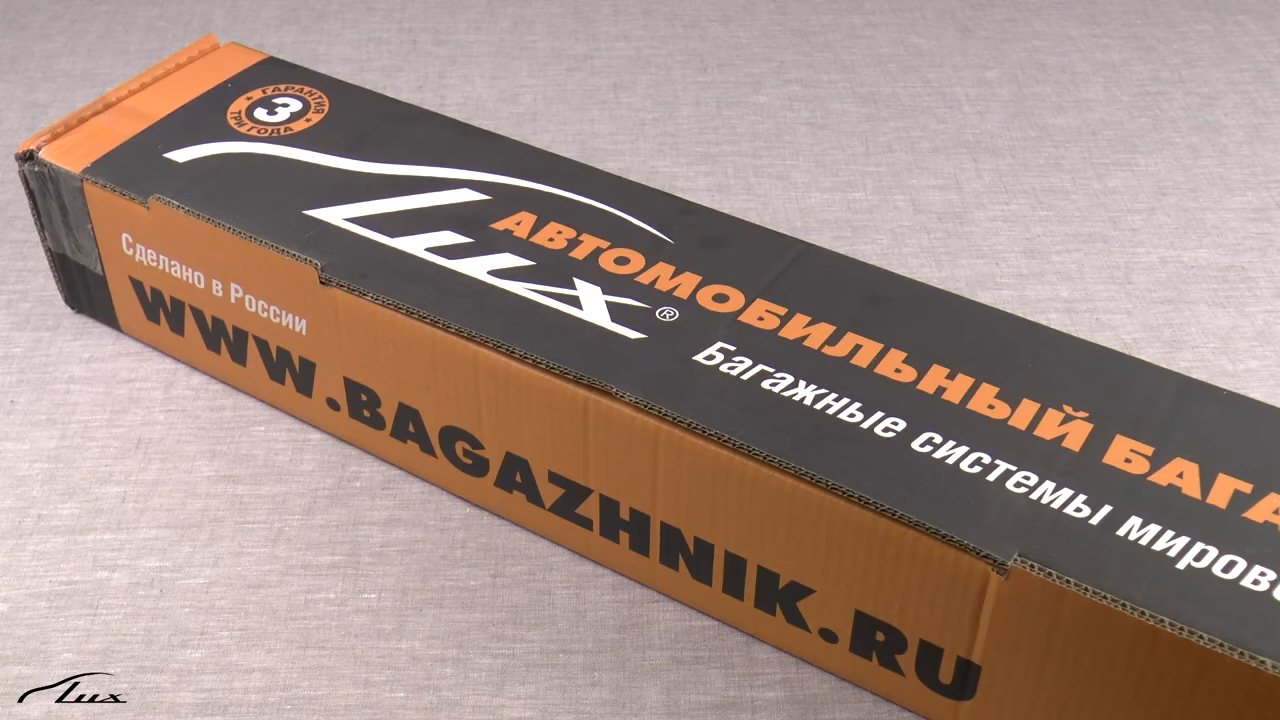 ГАРАНТИЯ
3
ТРИ ГОДА
Lux®
АВТОМОБИЛЬНЫЙ БАГА
Багажные системы миров
Сделано в России
WWW.BAGAZHNIK.RU
Lux